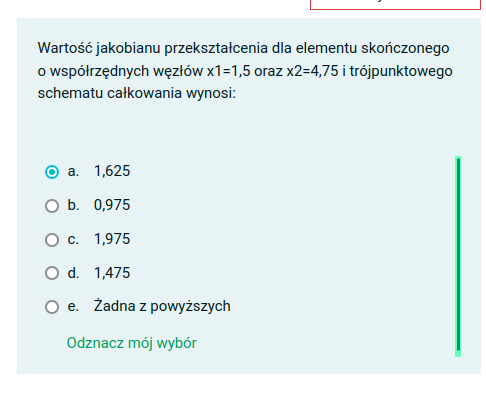 Wartość jakobianu przekształcenia dla elementu skończonego
o współrzędnych węzłów x1=1,5 oraz x2=4,75 i trójpunktowego
schematu całkowania wynosi:
a. 1,625
b. 0,975
c. 1,975
d. 1,475
e. Żadna z powyższych
Odznacz mój wybór